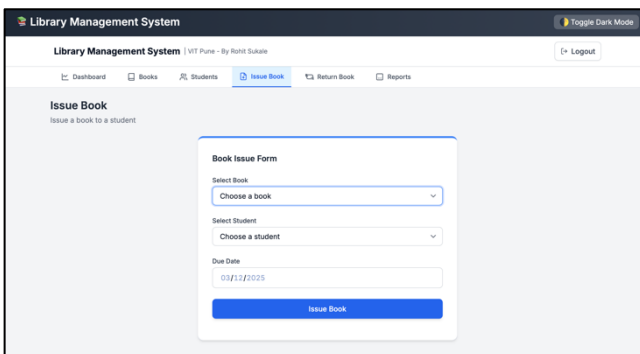 Library Management System
Toggle Dark Mode
Library Management System | VIT Pune - By Rohit Sukale
Logout
Dashboard Books Students Issue Book Return Book Reports
Issue Book
Issue a book to a student
Book Issue Form
Select Book
Choose a book
Select Student
Choose a student
Due Date
03/12/2025
Issue Book